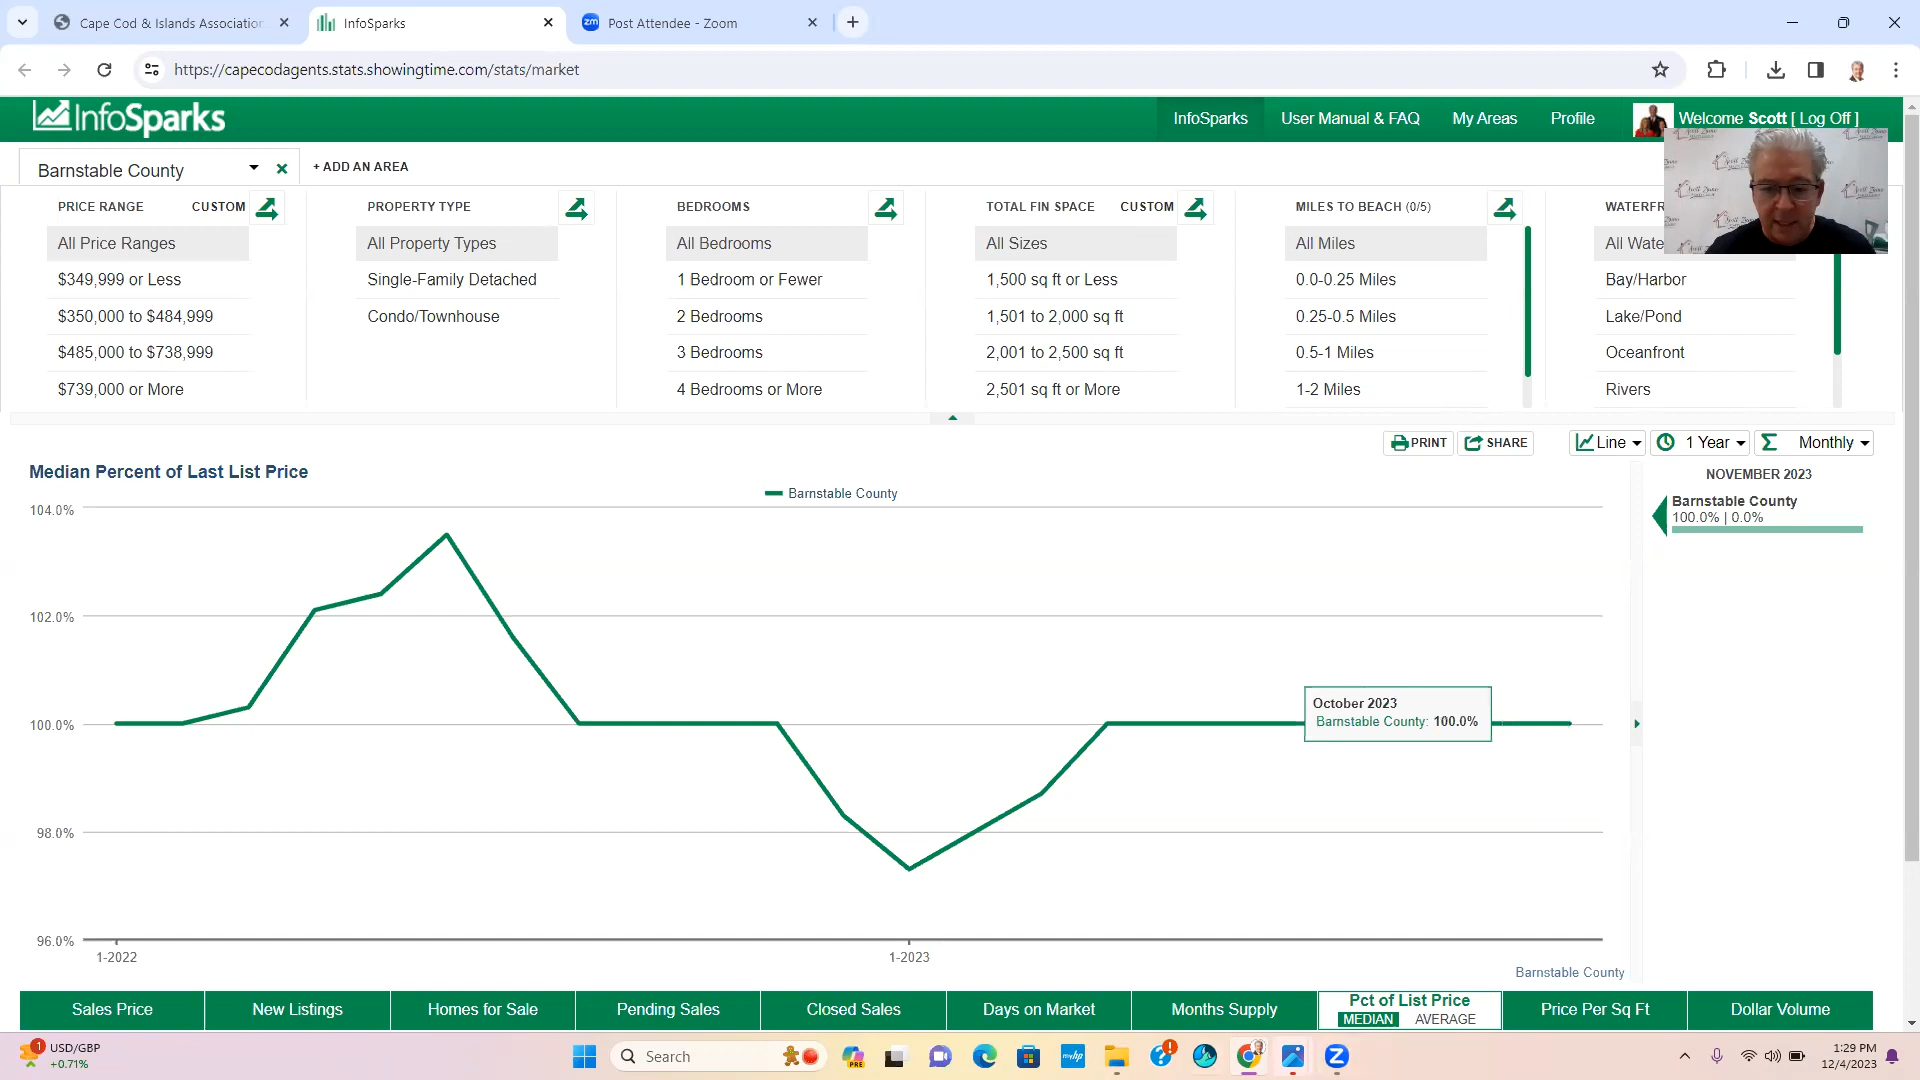 Cape Cod & Islands Association
InfoSparks
Post Attendee - Zoom
https://capecodagents.stats.showingtime.com/stats/market
InfoSparks
InfoSparks
User Manual & FAQ
My Areas
Profile
Welcome Scott [ Log Off ]
Barnstable County
+ ADD AN AREA
PRICE RANGE
CUSTOM
All Price Ranges
$349,999 or Less
$350,000 to $484,999
$485,000 to $738,999
$739,000 or More
PROPERTY TYPE
All Property Types
Single-Family Detached
Condo/Townhouse
BEDROOMS
All Bedrooms
1 Bedroom or Fewer
2 Bedrooms
3 Bedrooms
4 Bedrooms or More
TOTAL FIN SPACE
CUSTOM
All Sizes
1,500 sq ft or Less
1,501 to 2,000 sq ft
2,001 to 2,500 sq ft
2,501 sq ft or More
MILES TO BEACH (0/5)
All Miles
0.0-0.25 Miles
0.25-0.5 Miles
0.5-1 Miles
1-2 Miles
WATERF
All Wate
Bay/Harbor
Lake/Pond
Oceanfront
Rivers
PRINT
SHARE
Line
1 Year
Monthly
Median Percent of Last List Price
Barnstable County
NOVEMBER 2023
Barnstable County
100.0% | 0.0%
104.0%
102.0%
100.0%
98.0%
96.0%
October 2023
Barnstable County: 100.0%
1-2022
1-2023
Barnstable County
Sales Price
New Listings
Homes for Sale
Pending Sales
Closed Sales
Days on Market
Months Supply
Pct of List Price
MEDIAN
AVERAGE
Price Per Sq Ft
Dollar Volume
1
USD/GBP
+0.71%
Search
1:29 PM
12/4/2023